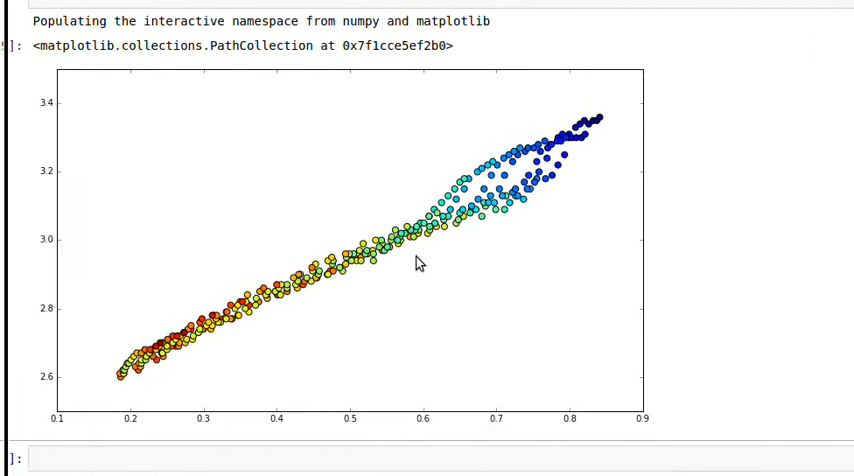 Populating the interactive namespace from numpy and matplotlib
]: <matplotlib.collections.PathCollection at 0x7f1cce5ef2b0>
3.4
3.2
3.0
2.8
2.6
0.1 0.2 0.3 0.4 0.5 0.6 0.7 0.8 0.9
]: